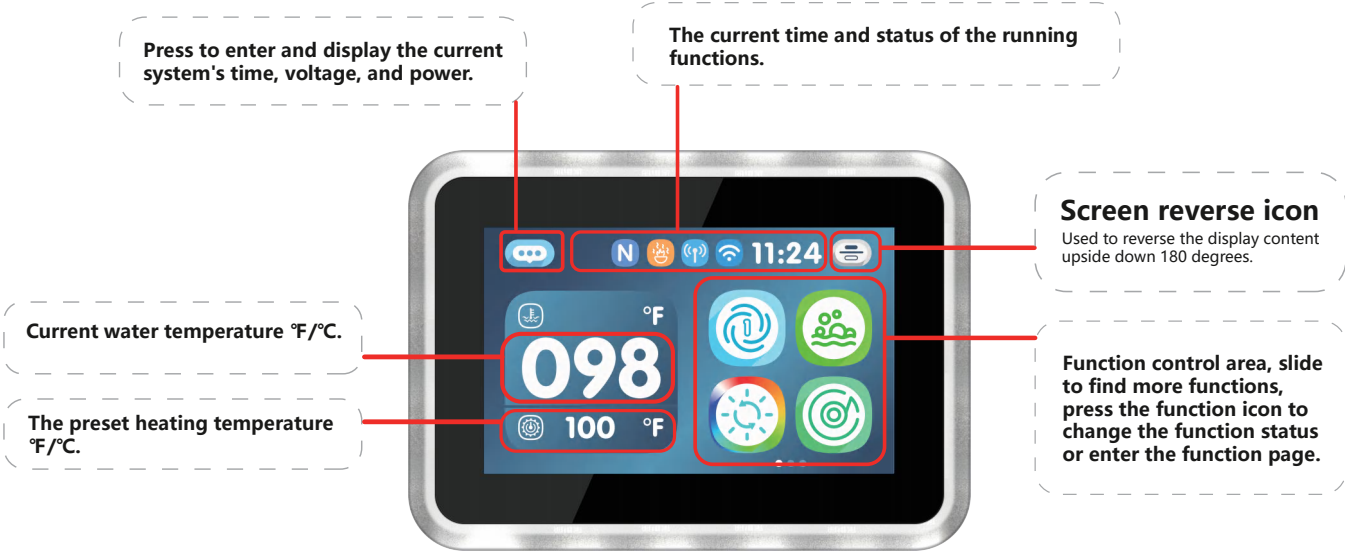 Press to enter and display the current
system's time, voltage, and power.
The current time and status of the running
functions.
Screen reverse icon
Used to reverse the display content
upside down 180 degrees.
N 11:24
Current water temperature ℉/℃.
°F
098
The preset heating temperature
℉/℃.
100 °F
Function control area, slide
to find more functions,
press the function icon to
change the function status
or enter the function page.